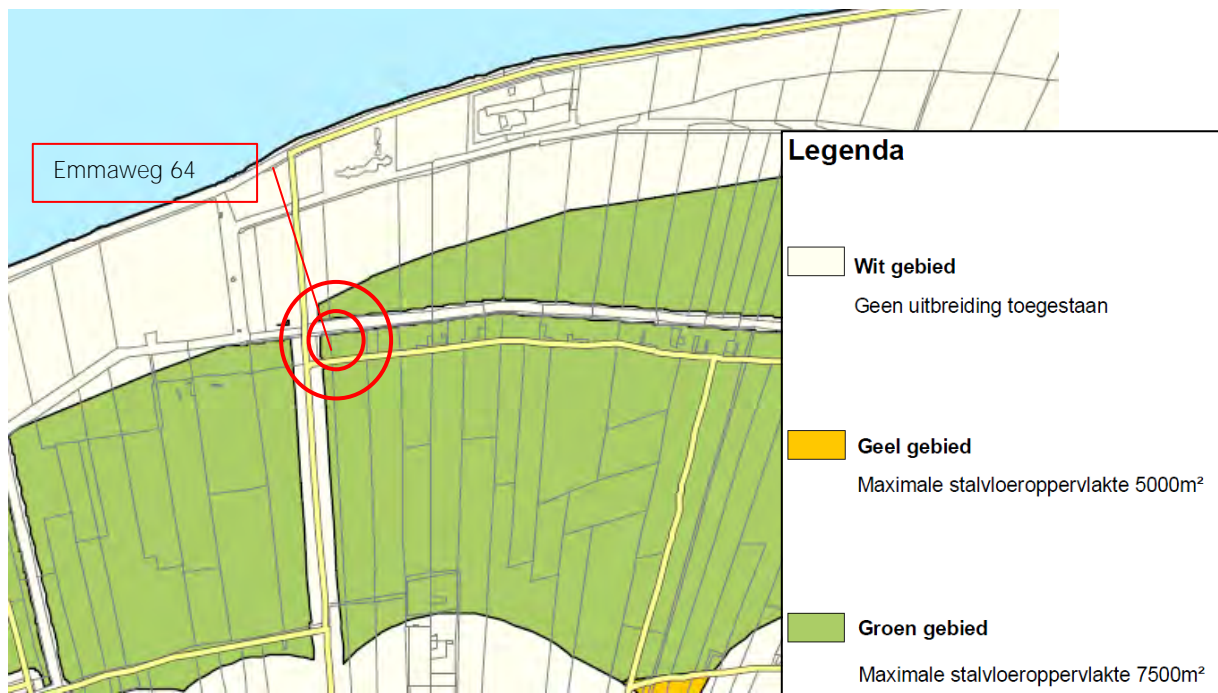 Emmaweg 64
Legenda
Wit gebied
Geen uitbreiding toegestaan
Geel gebied
Maximale stalvloeroppervlakte 5000m²
Groen gebied
Maximale stalvloeroppervlakte 7500m²